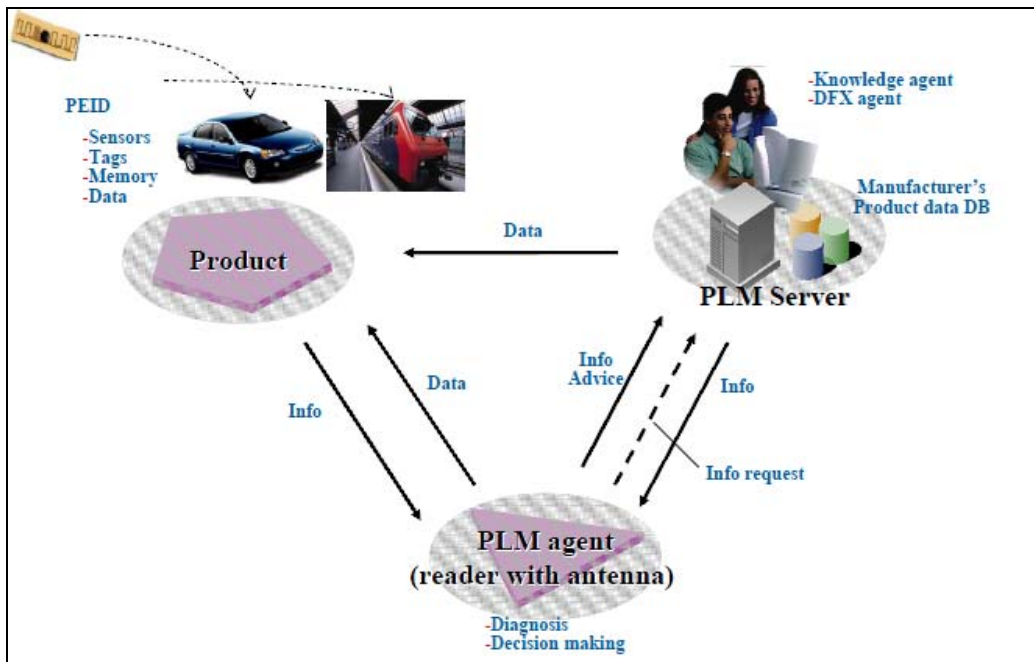 PEID
-Sensors
-Tags
-Memory
-Data
-Knowledge agent
-DFX agent
Manufacturer's
Product data DB
Product
Data
PLM Server
Info
Data
Info
Advice
Info
Info request
PLM agent
(reader with antenna)
-Diagnosis
-Decision making